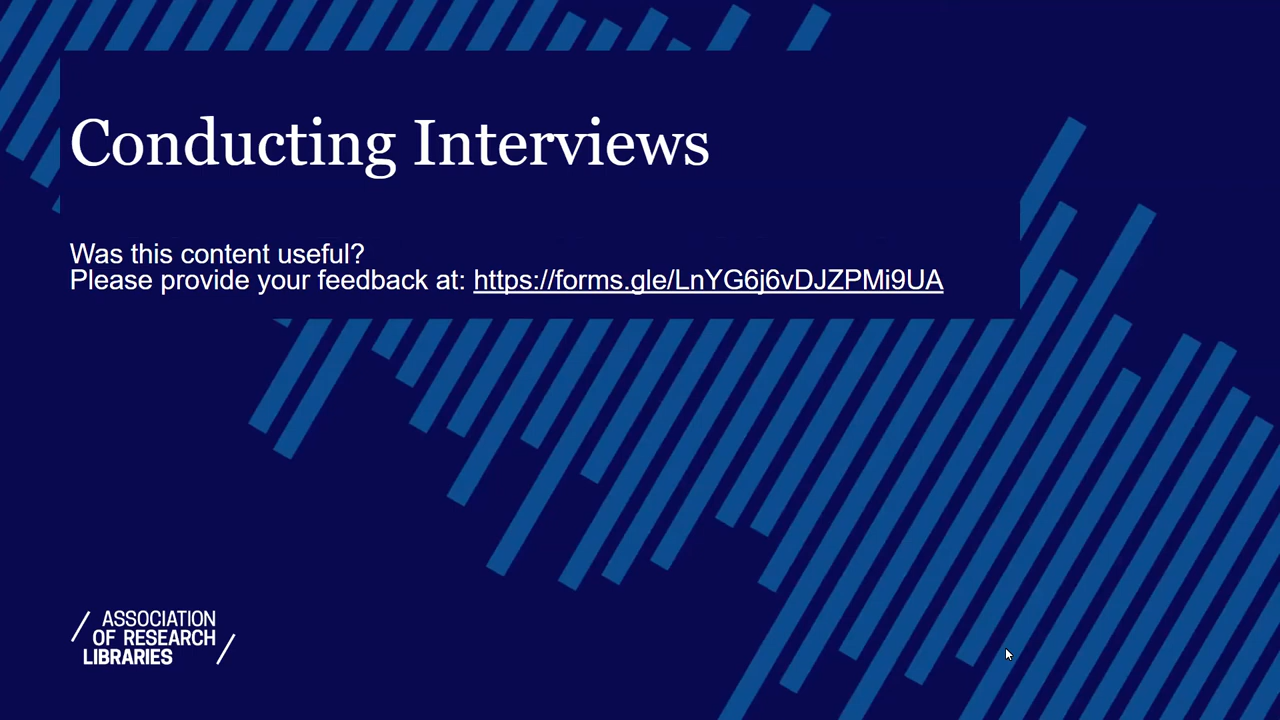 Conducting Interviews
Was this content useful?
Please provide your feedback at: https://forms.gle/LnYG6j6vDJZPMi9UA
ASSOCIATION
OF RESEARCH
LIBRARIES